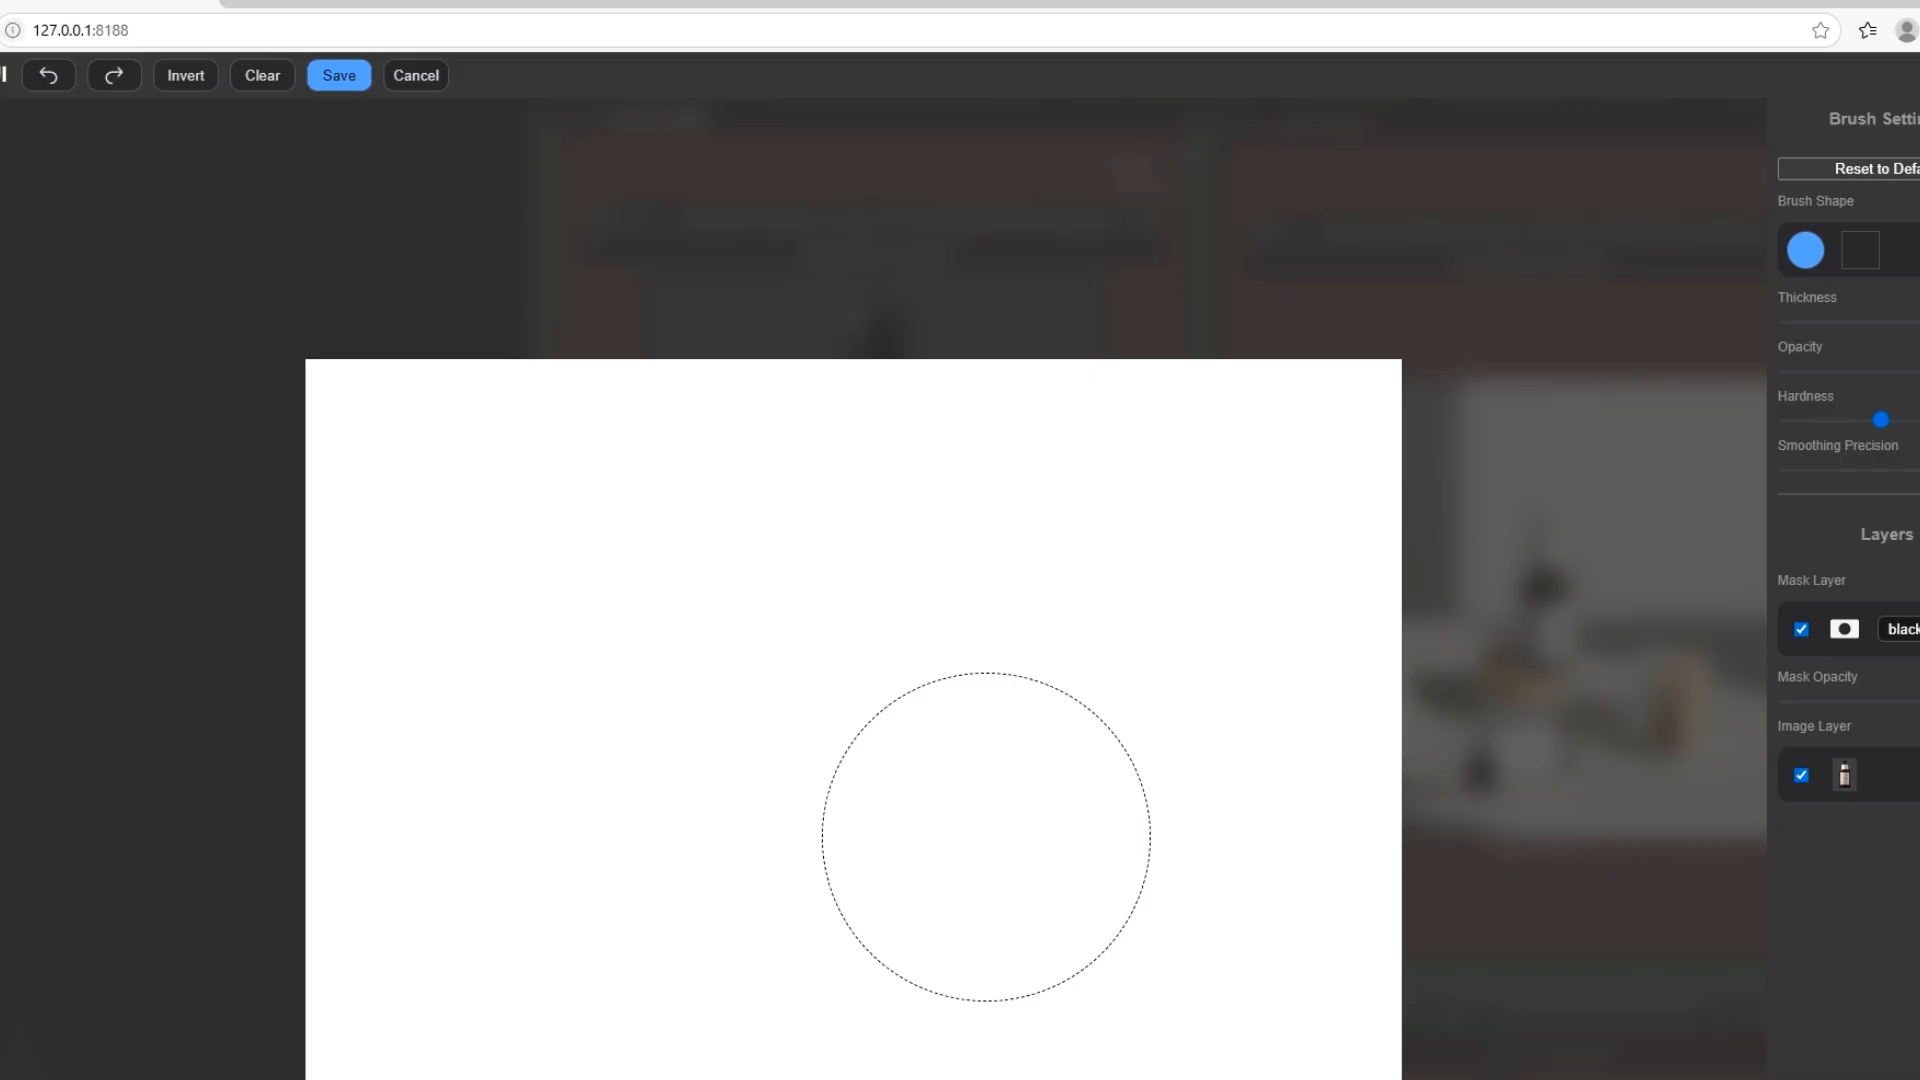 127.0.0.1:8188
Invert
Clear
Save
Cancel
Brush Setti
Reset to Defa
Brush Shape
Thickness
Opacity
Hardness
Smoothing Precision
Layers
Mask Layer
black
Mask Opacity
Image Layer